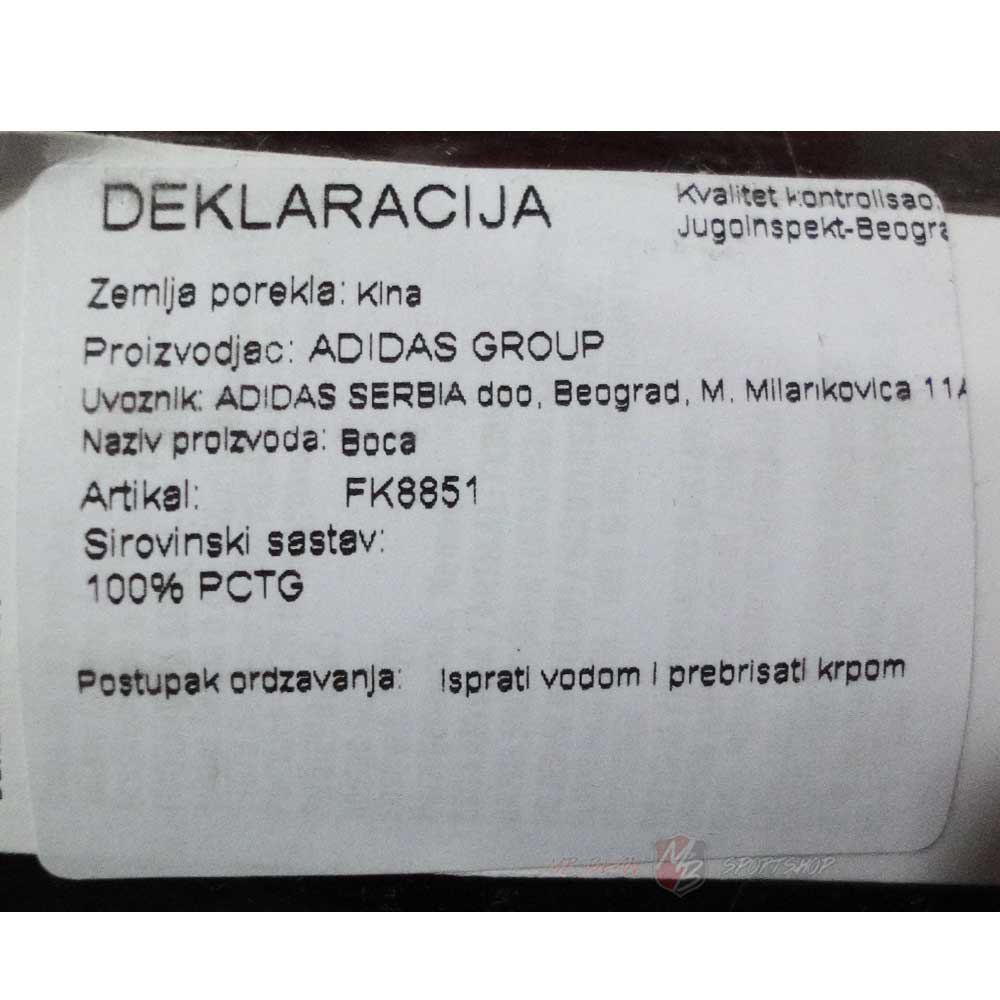 DEKLARACIJA
Kvalitet kontrolisao:
Jugoinspekt-Beogra
Zemlja porekla: Kina
Proizvodjac: ADIDAS GROUP
Uvoznik: ADIDAS SERBIA doo, Beograd, M. Milankovica 11A
Naziv proizvoda: Boca
Artikal: FK8851
Sirovinski sastav:
100% PCTG
Postupak ordzavanja: Isprati vodom i prebrisati krpom
MB SPORTSHOP